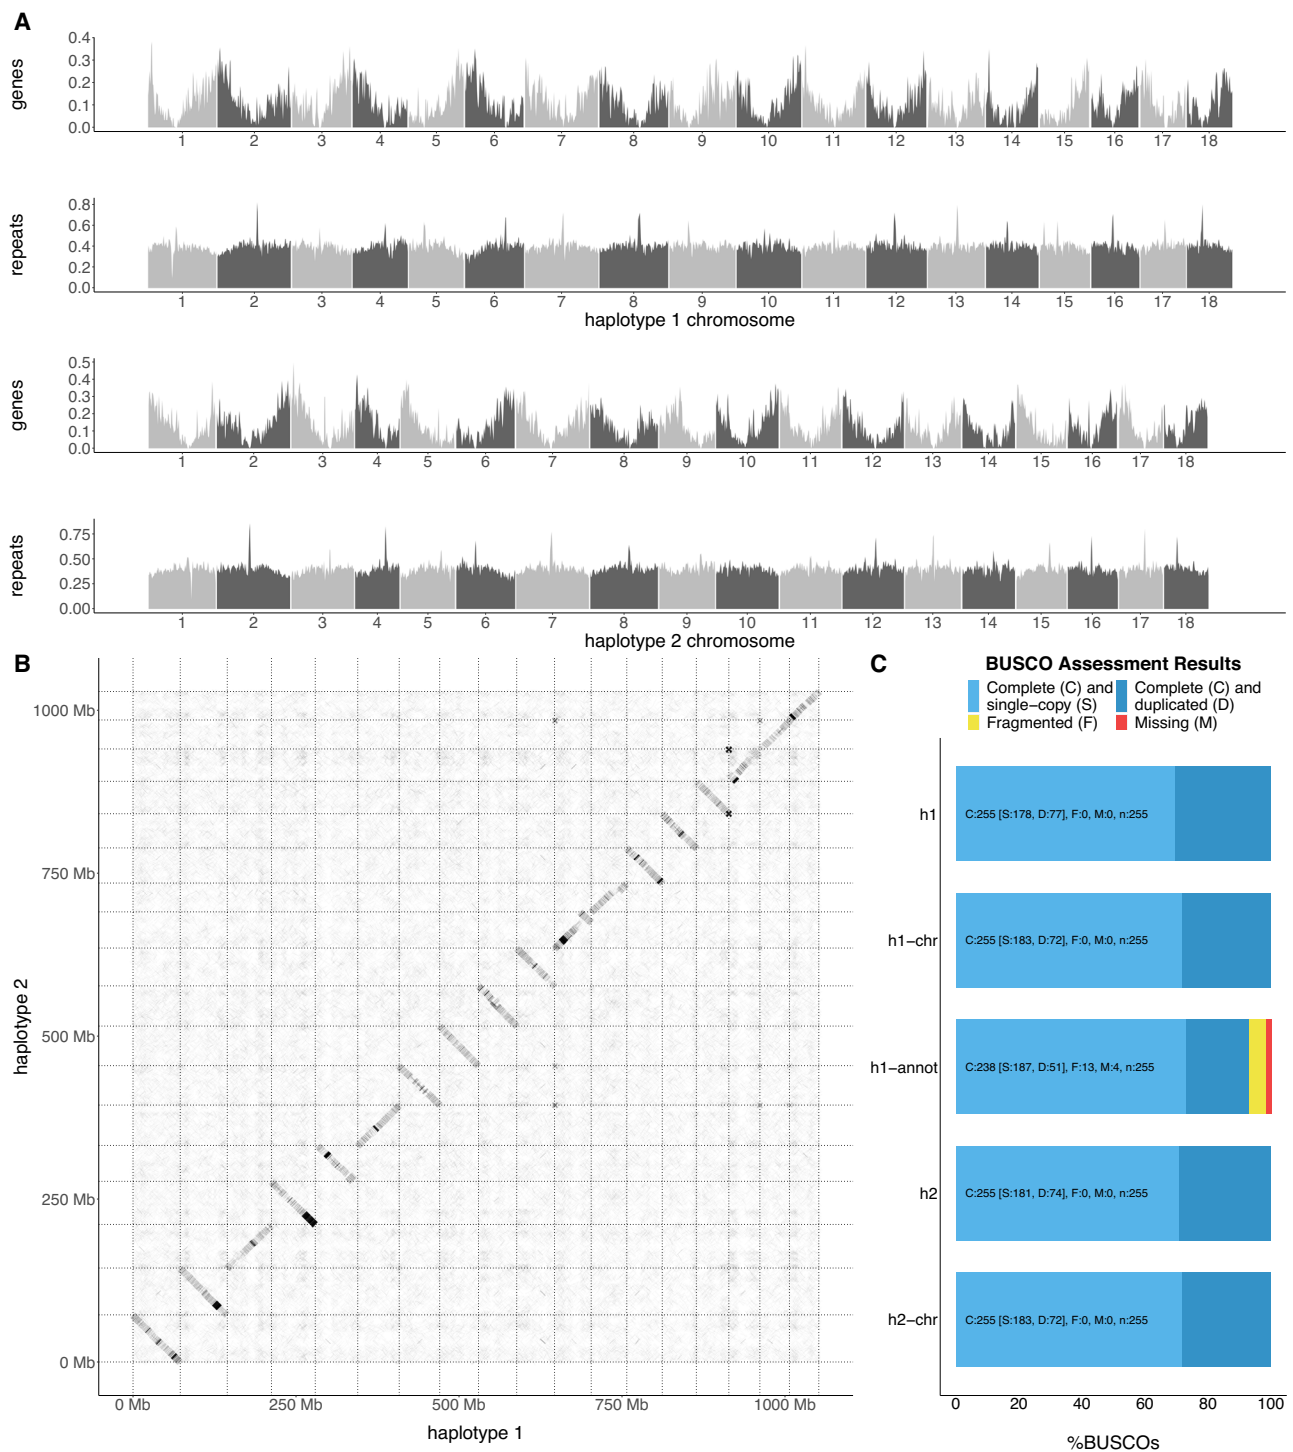 A
genes
0.4
0.3
0.2
0.1
0.0
1 2 3 4 5 6 7 8 9 10 11 12 13 14 15 16 17 18
repeats
0.8
0.6
0.4
0.2
0.0
1 2 3 4 5 6 7 8 9 10 11 12 13 14 15 16 17 18
haplotype 1 chromosome
genes
0.5
0.4
0.3
0.2
0.1
0.0
1 2 3 4 5 6 7 8 9 10 11 12 13 14 15 16 17 18
repeats
0.75
0.50
0.25
0.00
1 2 3 4 5 6 7 8 9 10 11 12 13 14 15 16 17 18
haplotype 2 chromosome
B
haplotype 2
1000 Mb
750 Mb
500 Mb
250 Mb
0 Mb
0 Mb 250 Mb 500 Mb 750 Mb 1000 Mb
haplotype 1
C
BUSCO Assessment Results
Complete (C) and single−copy (S)
Complete (C) and duplicated (D)
Fragmented (F)
Missing (M)
h1
C:255 [S:178, D:77], F:0, M:0, n:255
h1−chr
C:255 [S:183, D:72], F:0, M:0, n:255
h1−annot
C:238 [S:187, D:51], F:13, M:4, n:255
h2
C:255 [S:181, D:74], F:0, M:0, n:255
h2−chr
C:255 [S:183, D:72], F:0, M:0, n:255
0 20 40 60 80 100
%BUSCOs